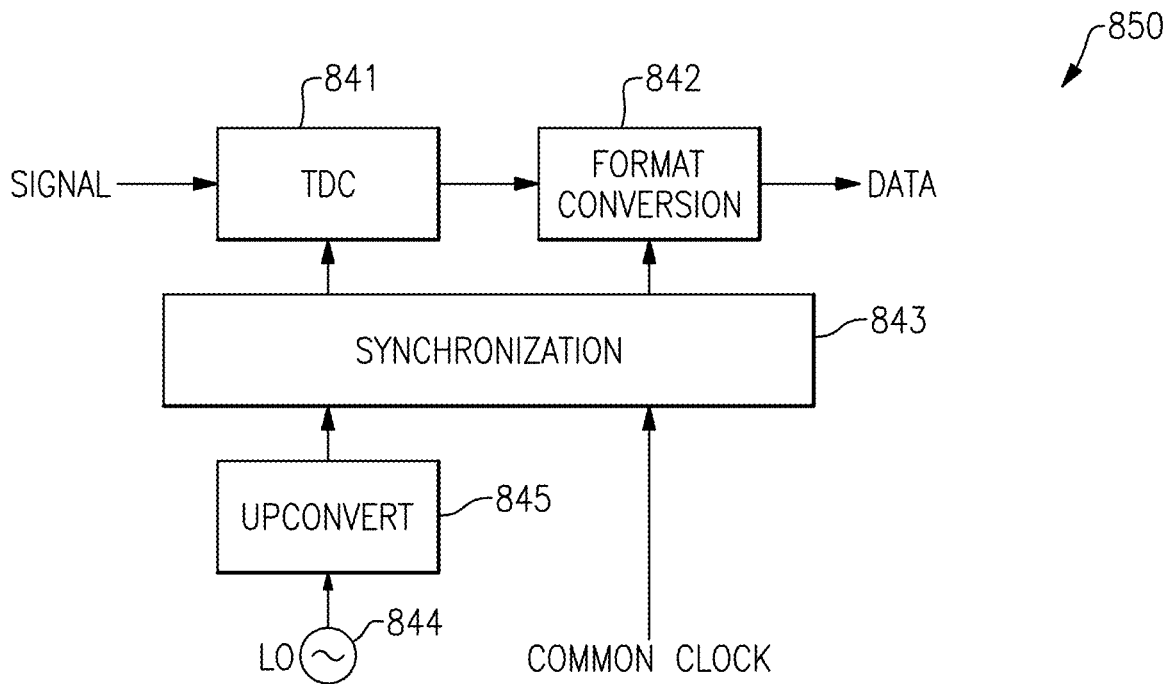 850
841
842
SIGNAL
TDC
FORMAT
CONVERSION
DATA
SYNCHRONIZATION
843
UPCONVERT
845
LO
844
COMMON CLOCK